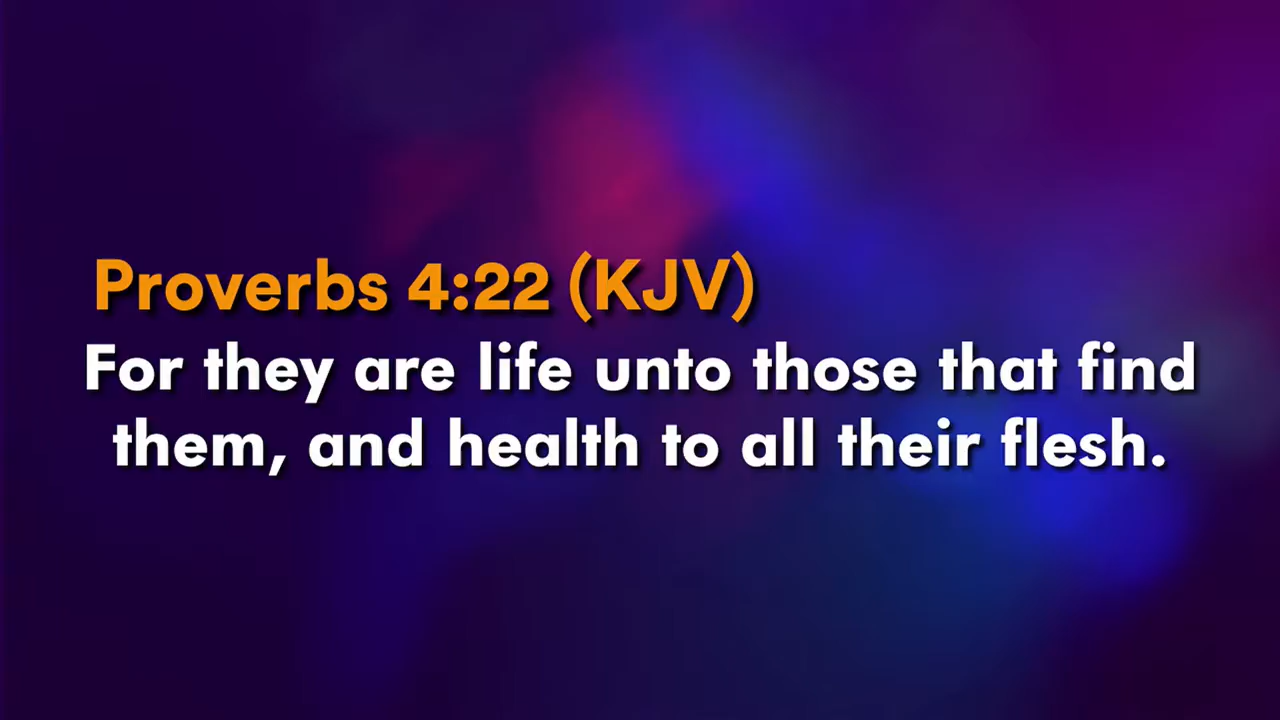 Proverbs 4:22 (KJV)
For they are life unto those that find
them, and health to all their flesh.